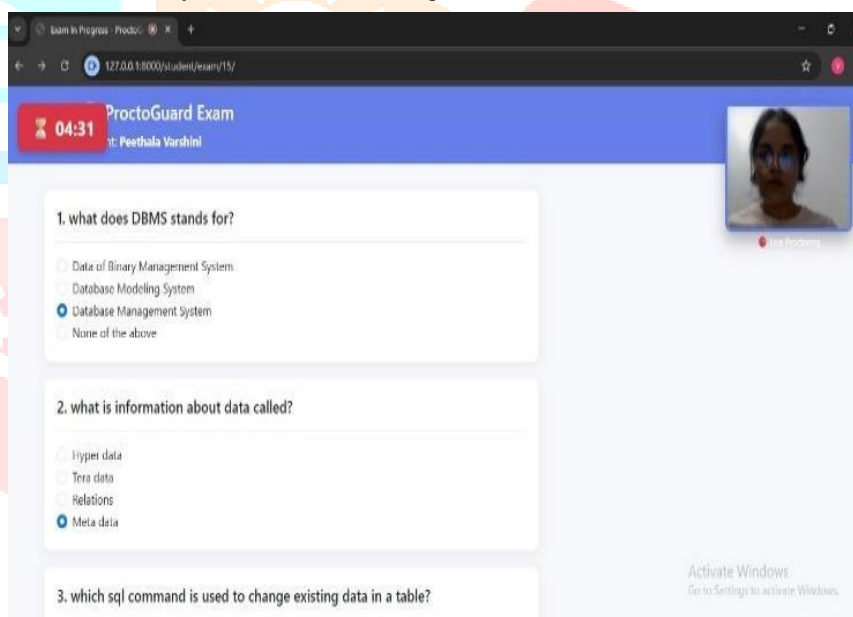 Exam in Progress - Procto
127.0.0.1:8000/student/exam/15/
ProctoGuard Exam
04:31
nt: Peethala Varshini
Live Proctoring
1. what does DBMS stands for?
Data of Binary Management System
Database Modeling System
Database Management System
None of the above
2. what is information about data called?
Hyper data
Tera data
Relations
Meta data
3. which sql command is used to change existing data in a table?
Activate Windows
Go to Settings to activate Windows.